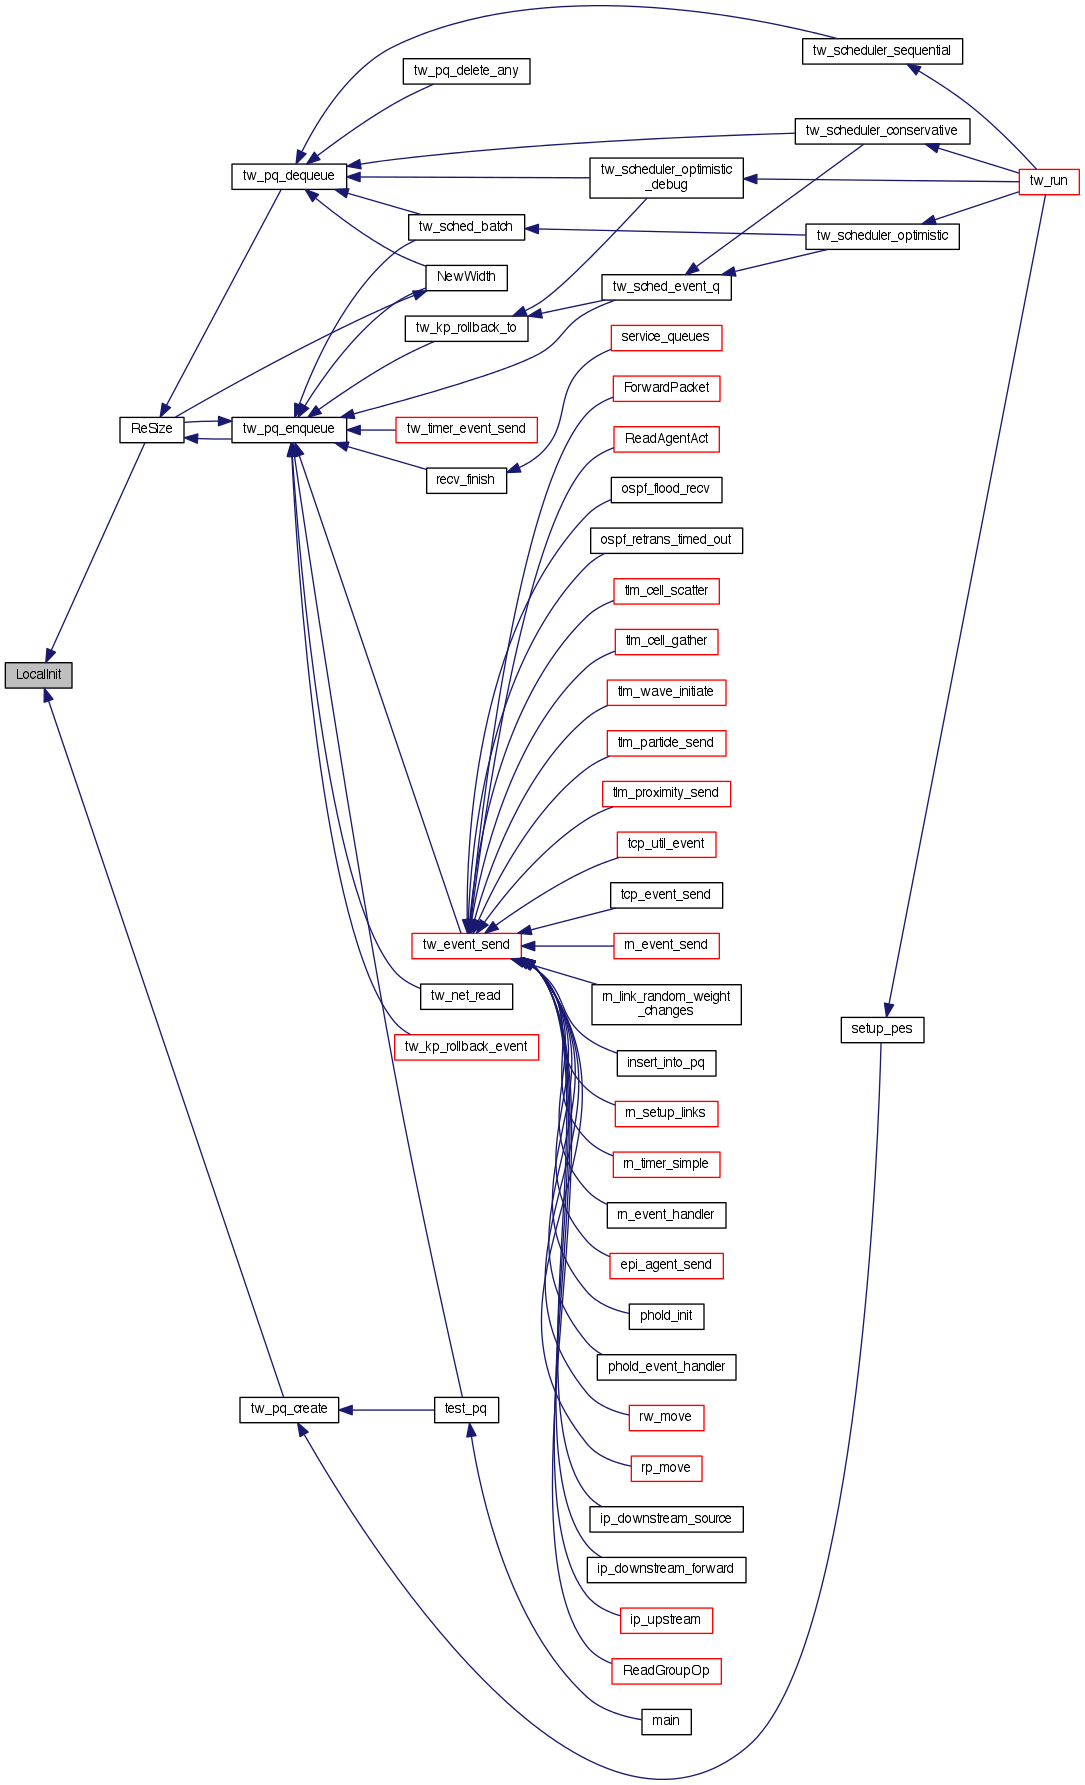 tw_scheduler_sequential
tw_pq_delete_any
tw_scheduler_conservative
tw_pq_dequeue
tw_scheduler_optimistic
_debug
tw_run
tw_sched_batch
tw_scheduler_optimistic
NewWidth
tw_sched_event_q
tw_kp_rollback_to
service_queues
ForwardPacket
ReSize
tw_pq_enqueue
tw_timer_event_send
ReadAgentAct
recv_finish
ospf_flood_recv
ospf_retrans_timed_out
tlm_cell_scatter
tlm_cell_gather
LocalInit
tlm_wave_initiate
tlm_particle_send
tlm_proximity_send
tcp_util_event
tcp_event_send
tw_event_send
rn_event_send
tw_net_read
rn_link_random_weight
_changes
setup_pes
tw_kp_rollback_event
insert_into_pq
rn_setup_links
rn_timer_simple
rn_event_handler
epi_agent_send
phold_init
phold_event_handler
tw_pq_create
test_pq
rw_move
rp_move
ip_downstream_source
ip_downstream_forward
ip_upstream
ReadGroupOp
main